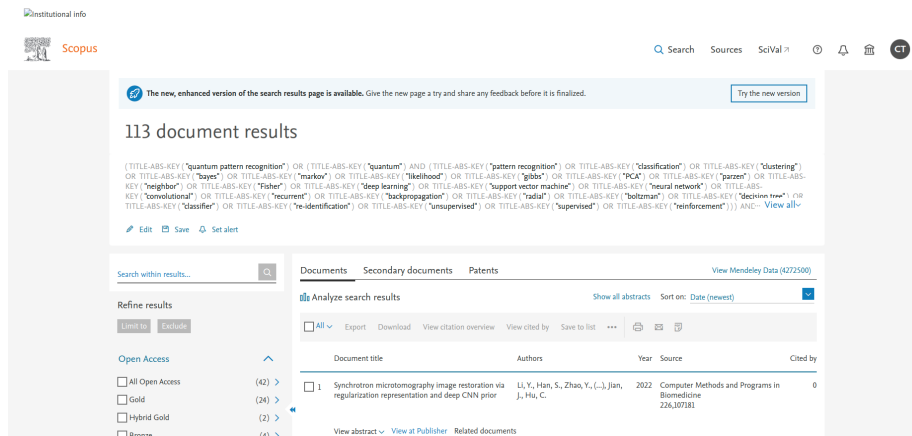 Institutional info
Scopus
Search Sources SciVal CT
The new, enhanced version of the search results page is available. Give the new page a try and share any feedback before it is finalized. Try the new version
113 document results
( TITLE-ABS-KEY ( "quantum pattern recognition" ) OR ( TITLE-ABS-KEY ( "quantum" ) AND ( TITLE-ABS-KEY ( "pattern recognition" ) OR TITLE-ABS-KEY ( "classification" ) OR TITLE-ABS-KEY ( "clustering" )
OR TITLE-ABS-KEY ( "bayes" ) OR TITLE-ABS-KEY ( "markov" ) OR TITLE-ABS-KEY ( "likelihood" ) OR TITLE-ABS-KEY ( "gibbs" ) OR TITLE-ABS-KEY ( "PCA" ) OR TITLE-ABS-KEY ( "parzen" ) OR TITLE-ABS-
KEY ( "neighbor" ) OR TITLE-ABS-KEY ( "Fisher" ) OR TITLE-ABS-KEY ( "deep learning" ) OR TITLE-ABS-KEY ( "support vector machine" ) OR TITLE-ABS-KEY ( "neural network" ) OR TITLE-ABS-
KEY ( "convolutional" ) OR TITLE-ABS-KEY ( "recurrent" ) OR TITLE-ABS-KEY ( "backpropagation" ) OR TITLE-ABS-KEY ( "radial" ) OR TITLE-ABS-KEY ( "boltzman" ) OR TITLE-ABS-KEY ( "decision tree" ) OR
TITLE-ABS-KEY ( "classifier" ) OR TITLE-ABS-KEY ( "re-identification" ) OR TITLE-ABS-KEY ( "unsupervised" ) OR TITLE-ABS-KEY ( "supervised" ) OR TITLE-ABS-KEY ( "reinforcement" ) ) ) AND ... View all
Edit Save Set alert
Search within results...
Documents Secondary documents Patents View Mendeley Data (4272500)
Refine results
Limit to Exclude
Analyze search results Show all abstracts Sort on: Date (newest)
All Export Download View citation overview View cited by Save to list •••
Open Access
All Open Access (42)
Gold (24)
Hybrid Gold (2)
Bronze (4)
Document title Authors Year Source Cited by
1 Synchrotron microtomography image restoration via Li, Y., Han, S., Zhao, Y., (...), Jian, 2022 Computer Methods and Programs in 0
regularization representation and deep CNN prior J., Hu, C. Biomedicine
226,107181
View abstract View at Publisher Related documents